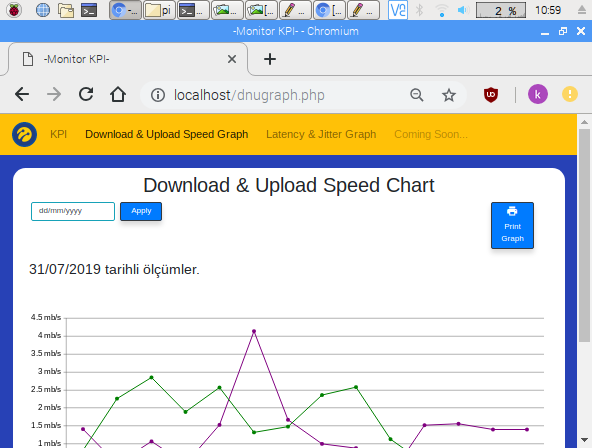 - pi [ [ [
V2 2 % 10:59
-Monitor KPI- - Chromium
-Monitor KPI-
localhost/dnugraph.php
k
KPI Download & Upload Speed Graph Latency & Jitter Graph Coming Soon...
Download & Upload Speed Chart
dd/mm/yyyy Apply
Print
Graph
31/07/2019 tarihli ölçümler.
4.5 mb/s
4 mb/s
3.5 mb/s
3 mb/s
2.5 mb/s
2 mb/s
1.5 mb/s
1 mb/s